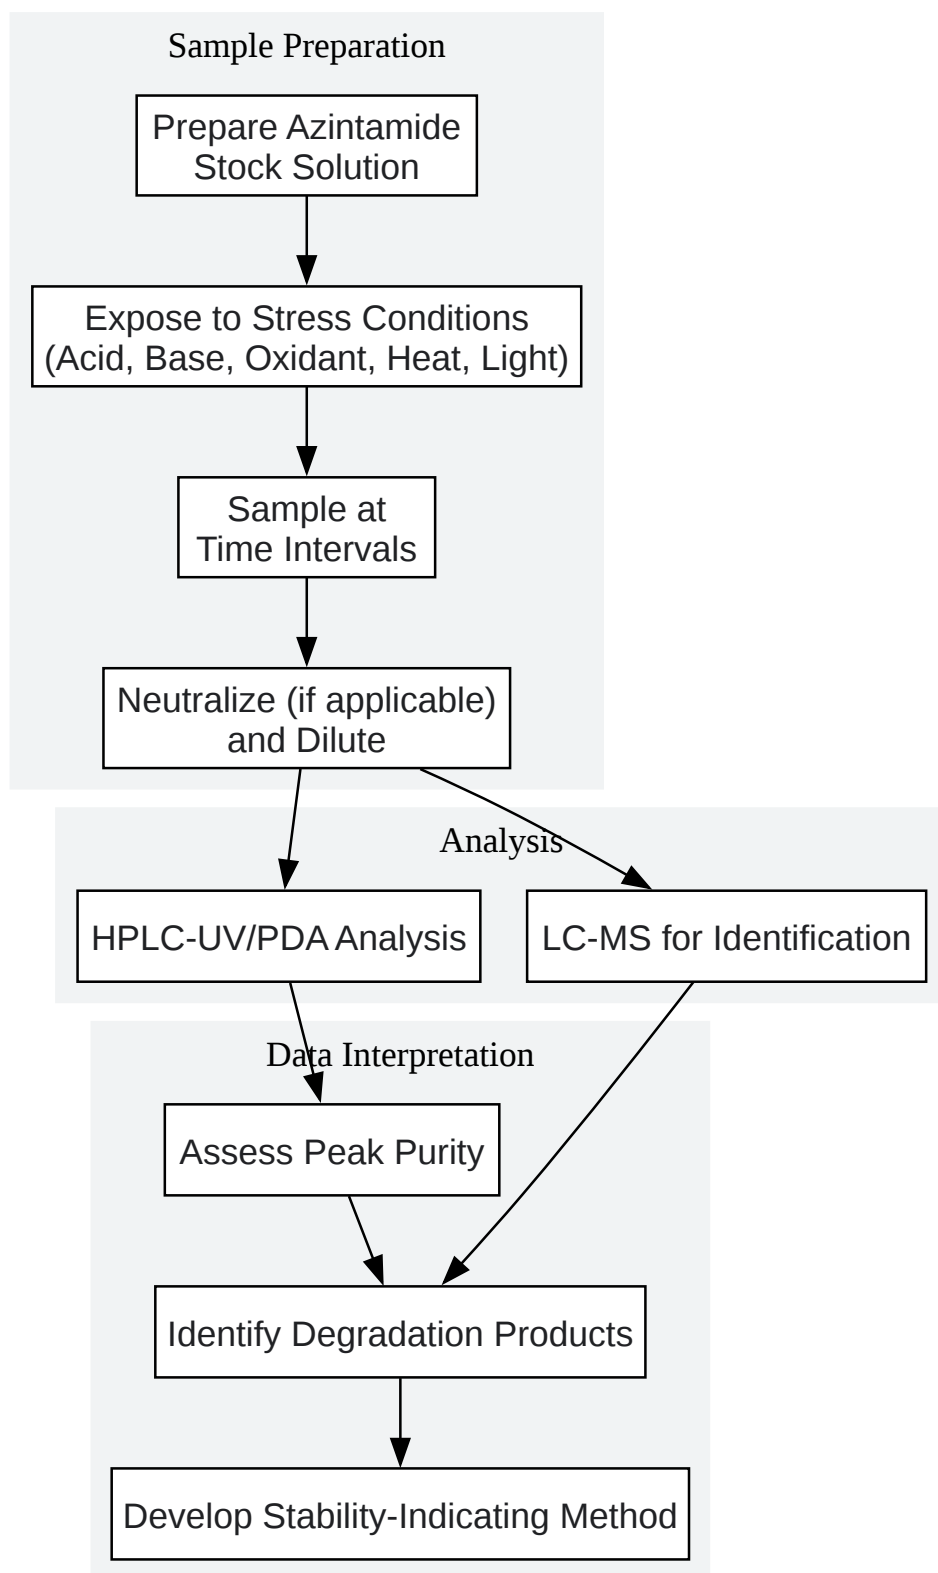 Sample Preparation
Prepare Azintamide
Stock Solution
Expose to Stress Conditions
(Acid, Base, Oxidant, Heat, Light)
Sample at
Time Intervals
Neutralize (if applicable)
and Dilute
Analysis
HPLC-UV/PDA Analysis
LC-MS for Identification
Data Interpretation
Assess Peak Purity
Identify Degradation Products
Develop Stability-Indicating Method